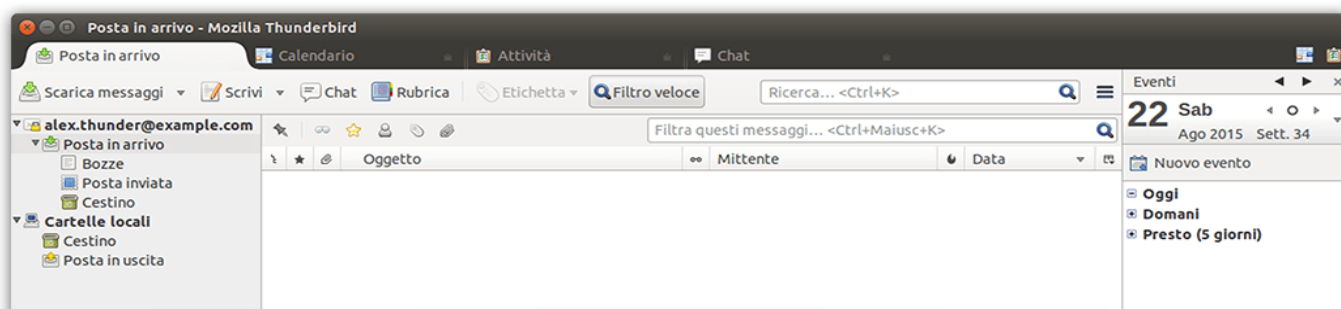 Posta in arrivo - Mozilla Thunderbird
Posta in arrivo Calendario Attività Chat
Scarica messaggi Scrivi Chat Rubrica Etichetta Filtro veloce Ricerca... <Ctrl+K>
alex.thunder@example.com
Posta in arrivo
Bozze
Posta inviata
Cestino
Cartelle locali
Cestino
Posta in uscita
Filtra questi messaggi... <Ctrl+Maiusc+K>
Oggetto Mittente Data
Eventi
22 Sab
Ago 2015 Sett. 34
Nuovo evento
Oggi
Domani
Presto (5 giorni)